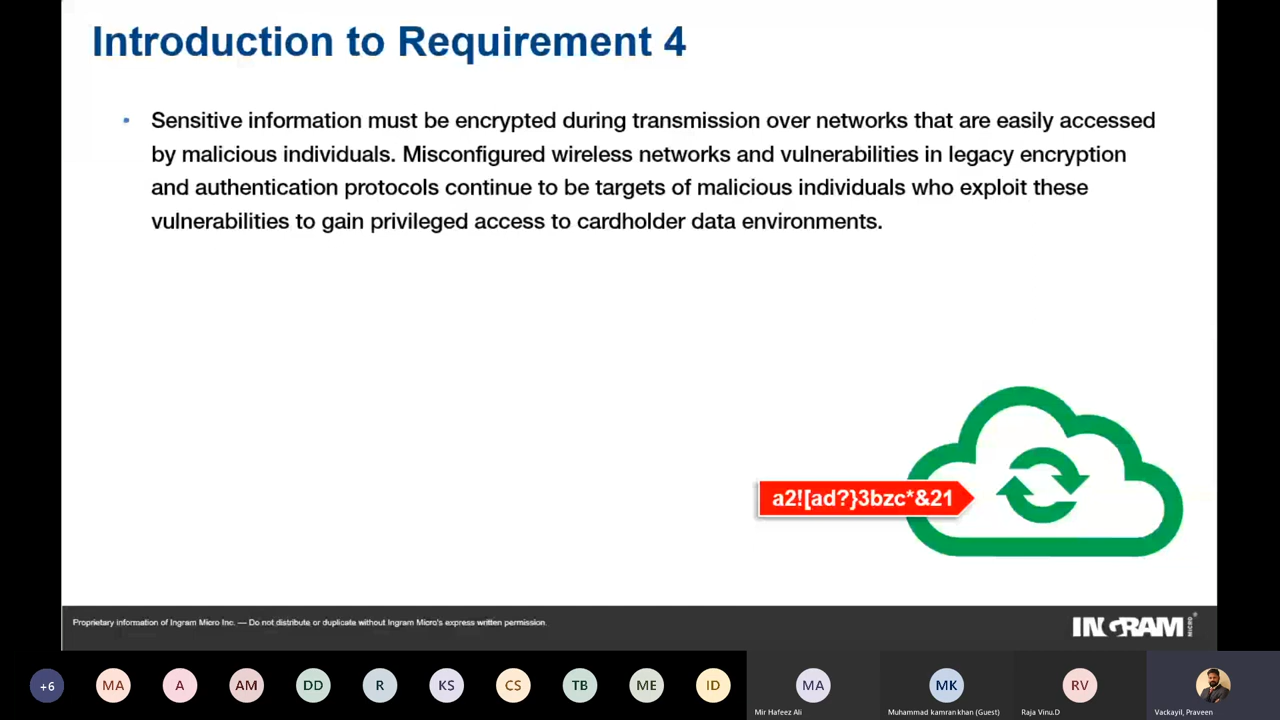 Introduction to Requirement 4
• Sensitive information must be encrypted during transmission over networks that are easily accessed
by malicious individuals. Misconfigured wireless networks and vulnerabilities in legacy encryption
and authentication protocols continue to be targets of malicious individuals who exploit these
vulnerabilities to gain privileged access to cardholder data environments.
a2![ad?}3bzc*&21
Proprietary information of Ingram Micro Inc. — Do not distribute or duplicate without Ingram Micro's express written permission.
INGRAM MICRO
+6 MA A AM DD R KS CS TB ME ID MA MK RV
Mir Hafeez Ali Muhammad kamran khan (Guest) Raja Vinu.D Vackayil, Praveen